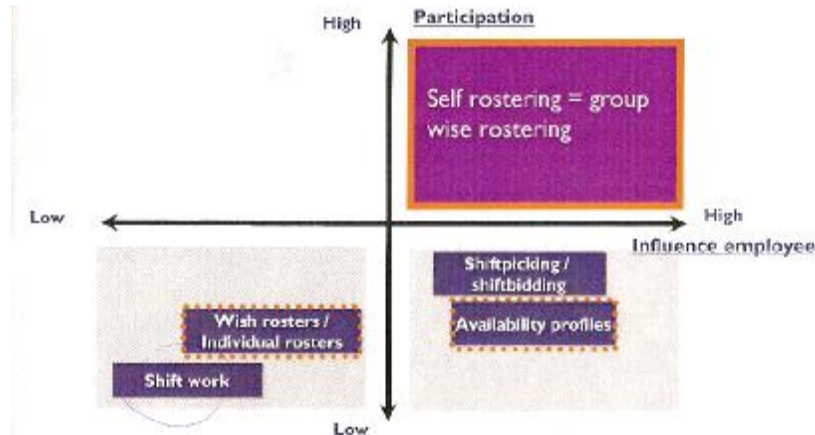 Participation
High
Self rostering = group
wise rostering
Low
High
Influence employee
Shiftpicking /
shiftbidding
Wish rosters /
Individual rosters
Availability profiles
Shift work
Low